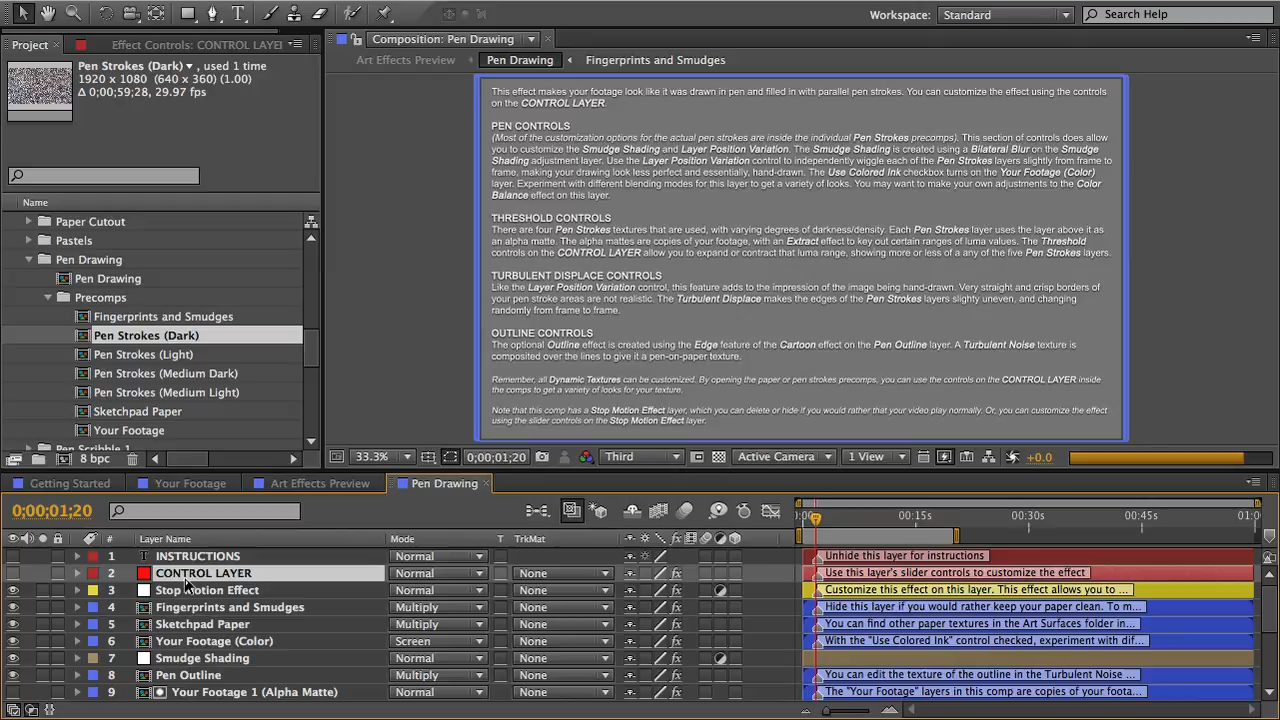 Workspace: Standard Search Help
Project Effect Controls: CONTROL LAYEI
Composition: Pen Drawing
Pen Strokes (Dark) , used 1 time
1920 x 1080 (640 x 360) (1.00)
Δ 0;00;59;28, 29.97 fps
Art Effects Preview Pen Drawing Fingerprints and Smudges
This effect makes your footage look like it was drawn in pen and filled in with parallel pen strokes. You can customize the effect using the controls
on the CONTROL LAYER.
PEN CONTROLS
(Most of the customization options for the actual pen strokes are inside the individual Pen Strokes precomps). This section of controls does allow
you to customize the Smudge Shading and Layer Position Variation. The Smudge Shading is created using a Bilateral Blur on the Smudge
Shading adjustment layer. Use the Layer Position Variation control to independently wiggle each of the Pen Strokes layers slightly from frame to
frame, making your drawing look less perfect and essentially, hand-drawn. The Use Colored Ink checkbox turns on the Your Footage (Color)
layer. Experiment with different blending modes for this layer to get a variety of looks. You may want to make your own adjustments to the Color
Balance effect on this layer.
THRESHOLD CONTROLS
There are four Pen Strokes textures that are used, with varying degrees of darkness/density. Each Pen Strokes layer uses the layer above it as
an alpha matte. The alpha mattes are copies of your footage, with an Extract effect to key out certain ranges of luma values. The Threshold
controls on the CONTROL LAYER allow you to expand or contract that luma range, showing more or less of a any of the five Pen Strokes layers.
TURBULENT DISPLACE CONTROLS
Like the Layer Position Variation control, this feature adds to the impression of the image being hand-drawn. Very straight and crisp borders of
your pen stroke areas are not realistic. The Turbulent Displace makes the edges of the Pen Strokes layers slighty uneven, and changing
randomly from frame to frame.
OUTLINE CONTROLS
The optional Outline effect is created using the Edge feature of the Cartoon effect on the Pen Outline layer. A Turbulent Noise texture is
composited over the lines to give it a pen-on-paper texture.
Remember, all Dynamic Textures can be customized. By opening the paper or pen strokes precomps, you can use the controls on the CONTROL LAYER inside
the comps to get a variety of looks for your texture.
Note that this comp has a Stop Motion Effect layer, which you can delete or hide if you would rather that your video play normally. Or, you can customize the effect
using the slider controls on the Stop Motion Effect layer.
Name
Paper Cutout
Pastels
Pen Drawing
Pen Drawing
Precomps
Fingerprints and Smudges
Pen Strokes (Dark)
Pen Strokes (Light)
Pen Strokes (Medium Dark)
Pen Strokes (Medium Light)
Sketchpad Paper
Your Footage
Pen Scribble 1
8 bpc
33.3% 0;00;01;20 Third Active Camera 1 View +0.0
Getting Started Your Footage Art Effects Preview Pen Drawing
0;00;01;20
0:00s 00:15s 00:30s 00:45s 01:0
# Layer Name Mode T TrkMat
1 T INSTRUCTIONS Normal Unhide this layer for instructions
2 CONTROL LAYER Normal None Use this layer's slider controls to customize the effect
3 Stop Motion Effect Normal None Customize this effect on this layer. This effect allows you to ...
4 Fingerprints and Smudges Multiply None Hide this layer if you would rather keep your paper clean. To m...
5 Sketchpad Paper Multiply None You can find other paper textures in the Art Surfaces folder in...
6 Your Footage (Color) Screen None With the "Use Colored Ink" control checked, experiment with dif...
7 Smudge Shading Normal None
8 Pen Outline Multiply None You can edit the texture of the outline in the Turbulent Noise ...
9 Your Footage 1 (Alpha Matte) Normal None The "Your Footage" layers in this comp are copies of your foota...